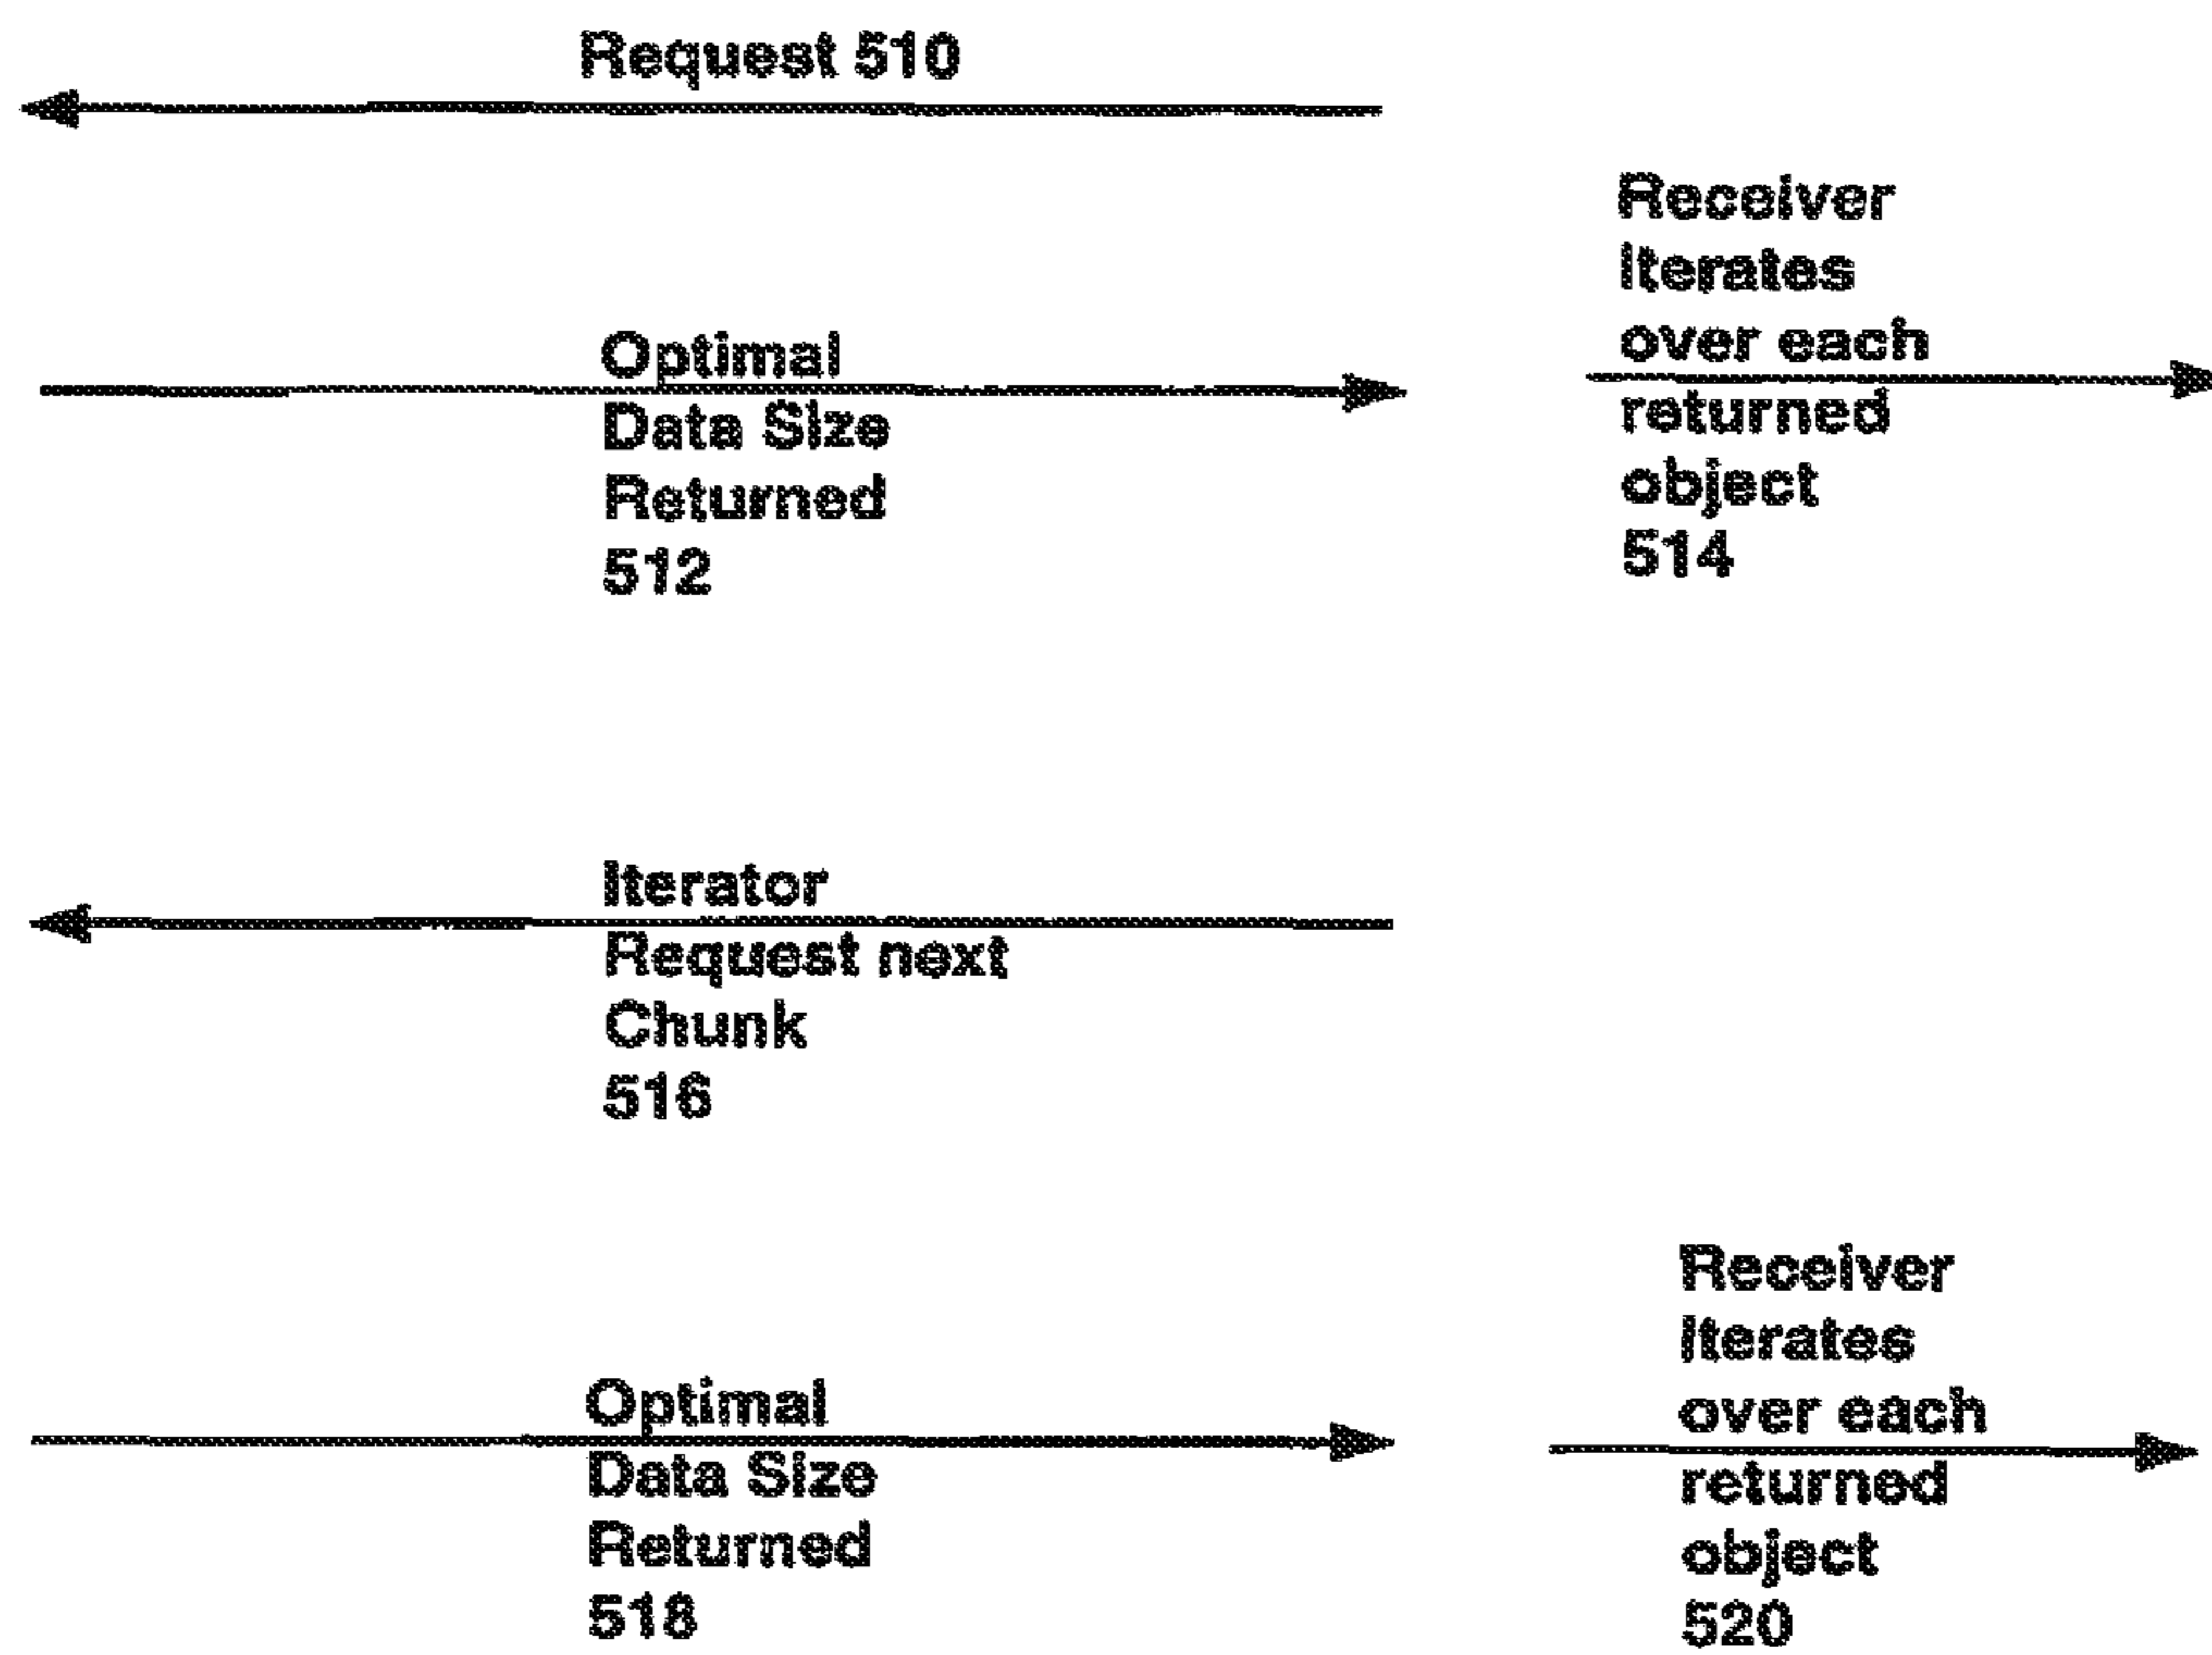 Request 510
Optimal
Data Size
Returned
512
Receiver
iterates
over each
returned
object
514
Iterator
Request next
Chunk
516
Optimal
Data Size
Returned
518
Receiver
iterates
over each
returned
object
520